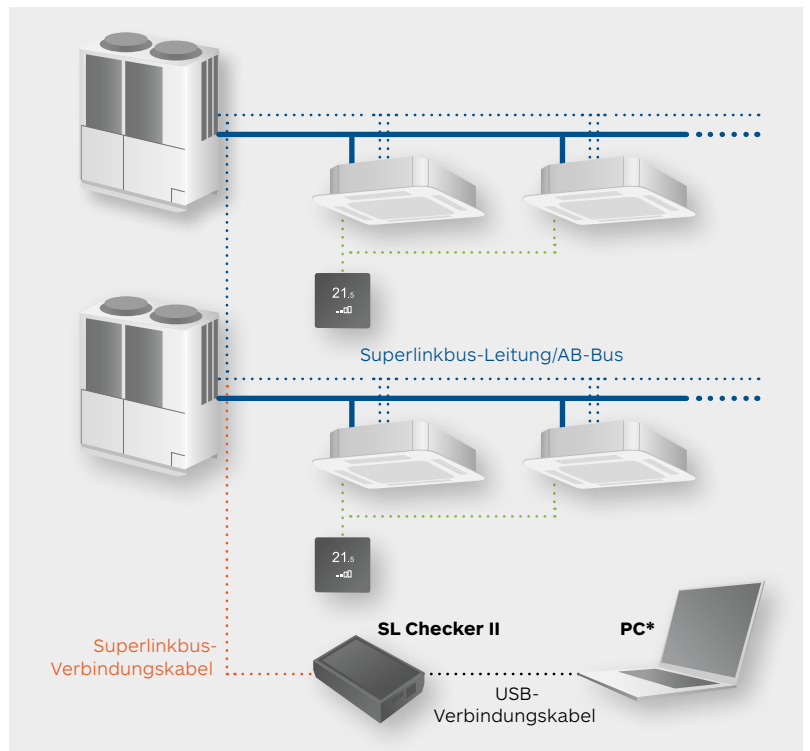 21.5
Superlinkbus-Leitung/AB-Bus
21.5
SL Checker II
PC*
Superlinkbus-
Verbindungskabel
USB-
Verbindungskabel